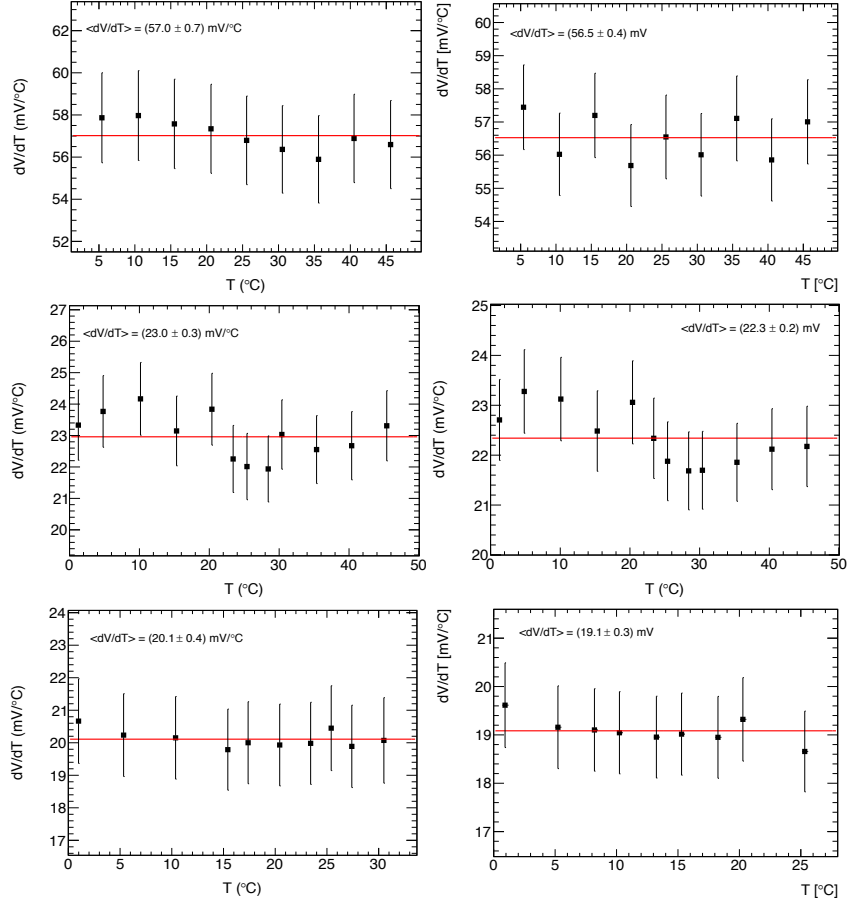 <dV/dT> = (57.0 ± 0.7) mV/°C
dV/dT (mV/°C)
62
60
58
56
54
52
5 10 15 20 25 30 35 40 45
T (°C)
<dV/dT> = (56.5 ± 0.4) mV
dV/dT [mV/°C]
60
59
58
57
56
55
54
5 10 15 20 25 30 35 40 45
T [°C]
<dV/dT> = (23.0 ± 0.3) mV/°C
dV/dT (mV/°C)
27
26
25
24
23
22
21
20
0 10 20 30 40 50
T (°C)
<dV/dT> = (22.3 ± 0.2) mV
dV/dT (mV/°C)
25
24
23
22
21
20
0 10 20 30 40 50
T (°C)
<dV/dT> = (20.1 ± 0.4) mV/°C
dV/dT (mV/°C)
24
23
22
21
20
19
18
17
0 5 10 15 20 25 30
T (°C)
<dV/dT> = (19.1 ± 0.3) mV
dV/dT [mV/°C]
21
20
19
18
17
0 5 10 15 20 25
T [°C]